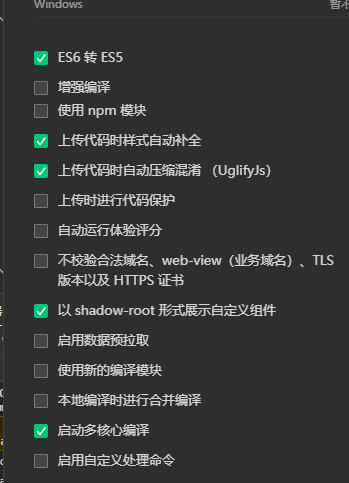 Windows
ES6 转 ES5
增强编译
使用 npm 模块
上传代码时样式自动补全
上传代码时自动压缩混淆 （UglifyJs）
上传时进行代码保护
自动运行体验评分
不校验合法域名、web-view（业务域名）、TLS
版本以及 HTTPS 证书
以 shadow-root 形式展示自定义组件
启用数据预拉取
使用新的编译模块
本地编译时进行合并编译
启动多核心编译
启用自定义处理命令